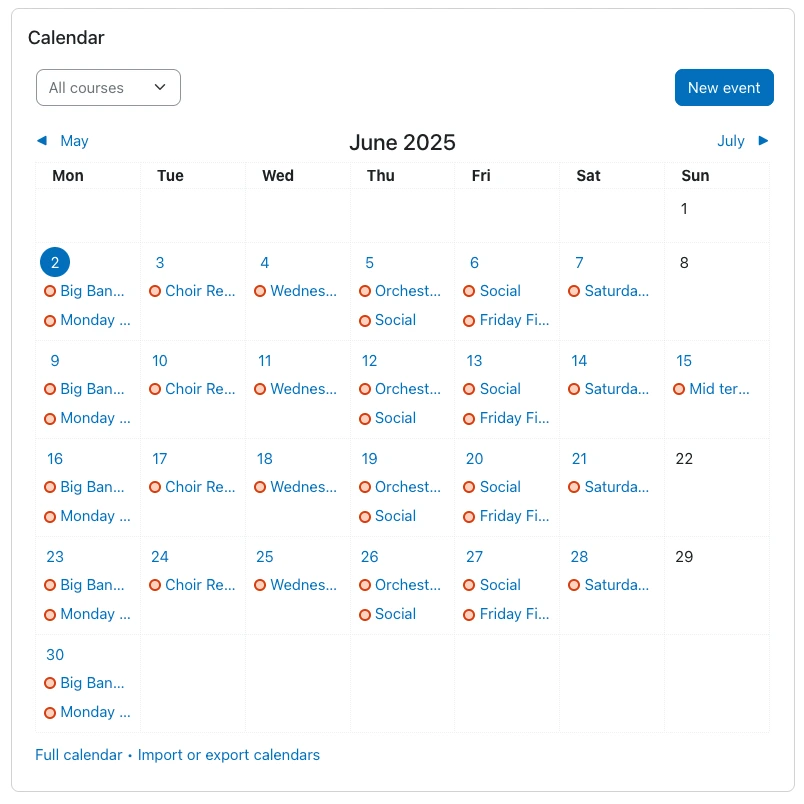 Calendar
All courses New event
◄ May June 2025 July ►
Mon Tue Wed Thu Fri Sat Sun
1
2 3 4 5 6 7 8
Big Ban... Choir Re... Wednes... Orchest... Social Saturda...
Monday ... Social Friday Fi...
9 10 11 12 13 14 15
Big Ban... Choir Re... Wednes... Orchest... Social Saturda... Mid ter...
Monday ... Social Friday Fi...
16 17 18 19 20 21 22
Big Ban... Choir Re... Wednes... Orchest... Social Saturda...
Monday ... Social Friday Fi...
23 24 25 26 27 28 29
Big Ban... Choir Re... Wednes... Orchest... Social Saturda...
Monday ... Social Friday Fi...
30
Big Ban...
Monday ...
Full calendar • Import or export calendars